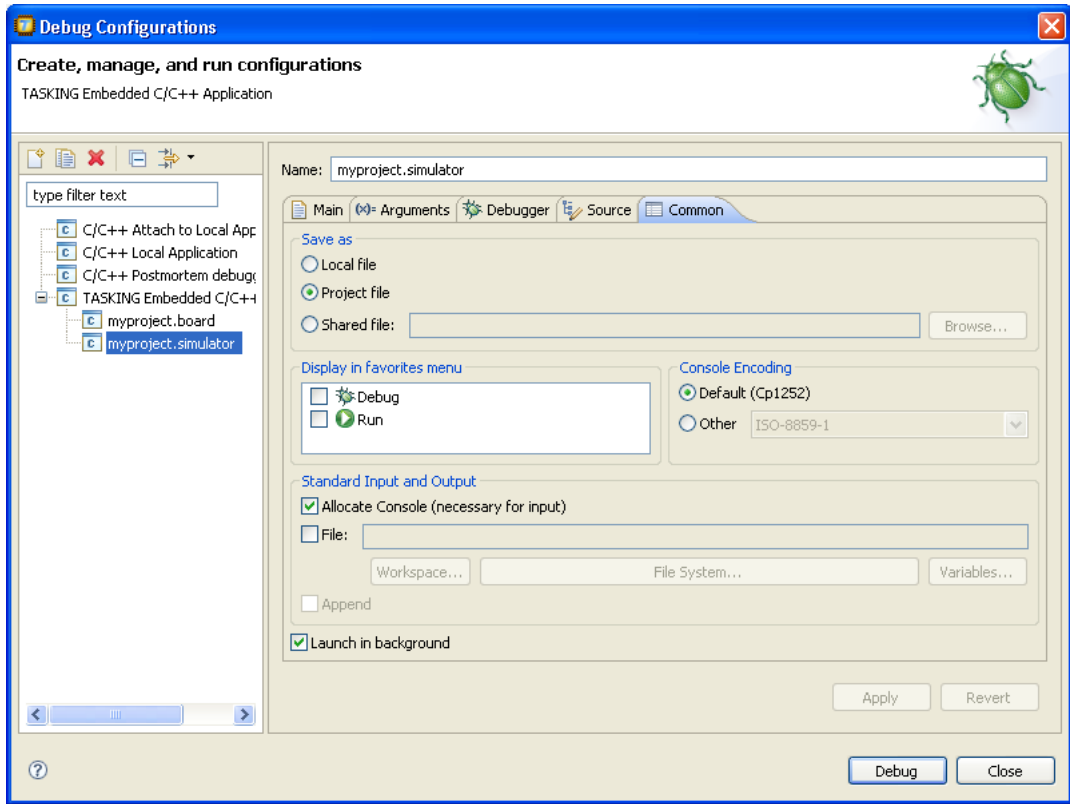 Debug Configurations
Create, manage, and run configurations
TASKING Embedded C/C++ Application
type filter text
C/C++ Attach to Local App
C/C++ Local Application
C/C++ Postmortem debugg
TASKING Embedded C/C++
myproject.board
myproject.simulator
Name: myproject.simulator
Main (x)= Arguments Debugger Source Common
Save as
Local file
Project file
Shared file: Browse...
Display in favorites menu
Debug
Run
Console Encoding
Default (Cp1252)
Other ISO-8859-1
Standard Input and Output
Allocate Console (necessary for input)
File:
Workspace... File System... Variables...
Append
Launch in background
Apply Revert
Debug Close